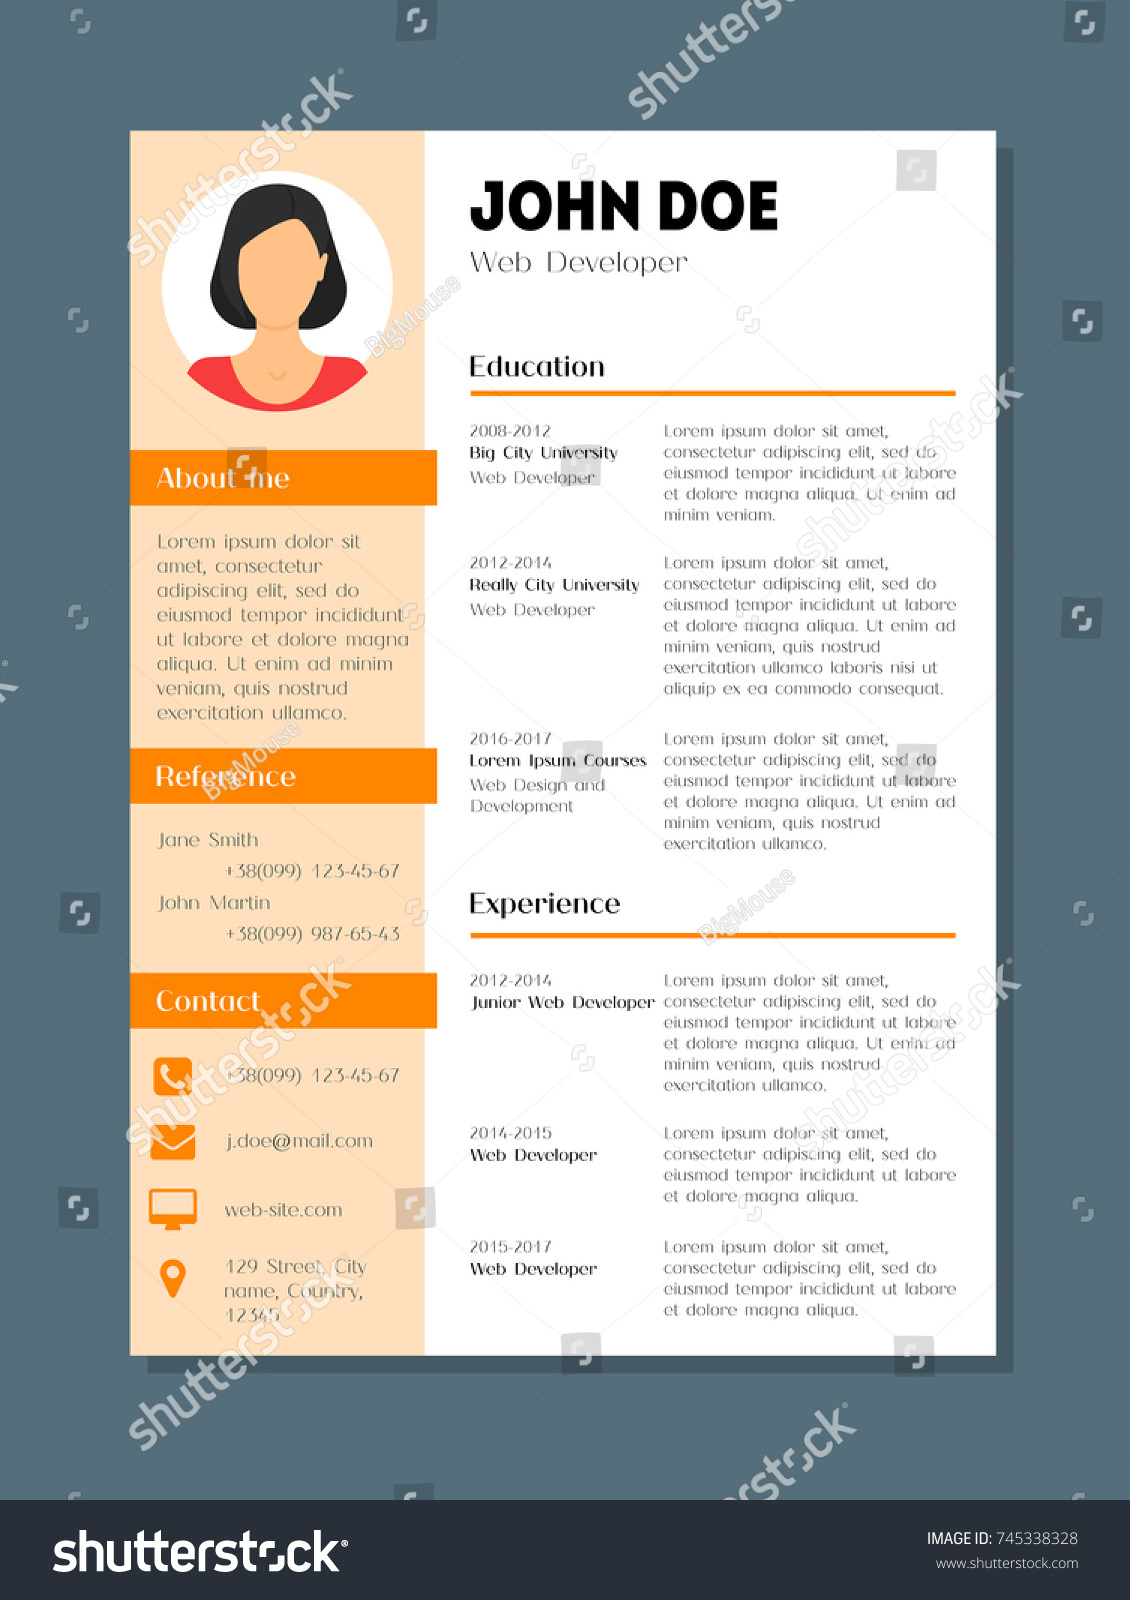 JOHN DOE
Web Developer
About me
Lorem ipsum dolor sit
amet, consectetur
adipiscing elit, sed do
eiusmod tempor incididunt
ut labore et dolore magna
aliqua. Ut enim ad minim
veniam, quis nostrud
exercitation ullamco.
Reference
Jane Smith
+38(099) 123-45-67
John Martin
+38(099) 987-65-43
Contact
+38(099) 123-45-67
j.doe@mail.com
web-site.com
129 Street, City
name, Country,
12345
Education
2008-2012
Big City University
Web Developer
Lorem ipsum dolor sit amet,
consectetur adipiscing elit, sed do
eiusmod tempor incididunt ut labore
et dolore magna aliqua. Ut enim ad
minim veniam.
2012-2014
Really City University
Web Developer
Lorem ipsum dolor sit amet,
consectetur adipiscing elit, sed do
eiusmod tempor incididunt ut labore
et dolore magna aliqua. Ut enim ad
minim veniam, quis nostrud
exercitation ullamco laboris nisi ut
aliquip ex ea commodo consequat.
2016-2017
Lorem Ipsum Courses
Web Design and
Development
Lorem ipsum dolor sit amet,
consectetur adipiscing elit, sed do
eiusmod tempor incididunt ut labore
et dolore magna aliqua. Ut enim ad
minim veniam, quis nostrud
exercitation ullamco.
Experience
2012-2014
Junior Web Developer
Lorem ipsum dolor sit amet,
consectetur adipiscing elit, sed do
eiusmod tempor incididunt ut labore
et dolore magna aliqua. Ut enim ad
minim veniam, quis nostrud
exercitation ullamco.
2014-2015
Web Developer
Lorem ipsum dolor sit amet,
consectetur adipiscing elit, sed do
eiusmod tempor incididunt ut labore
et dolore magna aliqua.
2015-2017
Web Developer
Lorem ipsum dolor sit amet,
consectetur adipiscing elit, sed do
eiusmod tempor incididunt ut labore
et dolore magna aliqua.
shutterstock
shutterstock
shutterstock
shutterstock
shutterstock
shutterstock
shutterstock
shutterstock
BigMouse
BigMouse
BigMouse
shutterstock
IMAGE ID: 745338328
www.shutterstock.com